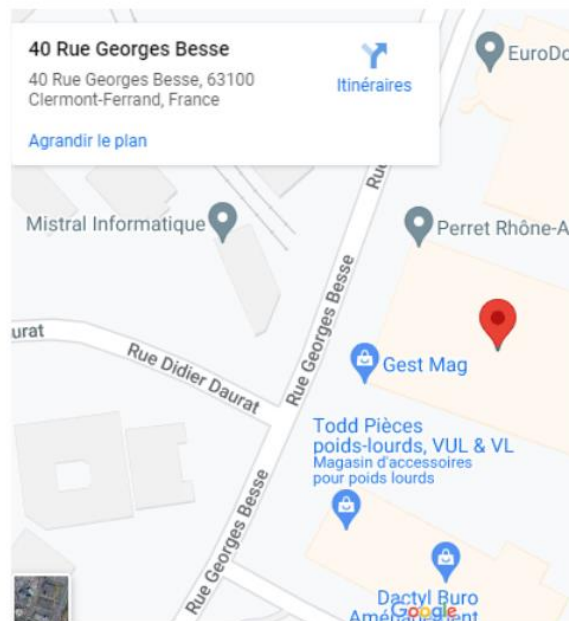 40 Rue Georges Besse
40 Rue Georges Besse, 63100
Clermont-Ferrand, France
Itinéraires
Agrandir le plan
EuroDo
Rue
Mistral Informatique
Perret Rhône-A
Rue Georges Besse
urat
Rue Didier Daurat
Gest Mag
Todd Pièces
poids-lourds, VUL & VL
Magasin d'accessoires
pour poids lourds
Rue Georges Besse
Dactyl Buro
Aménagement
Google